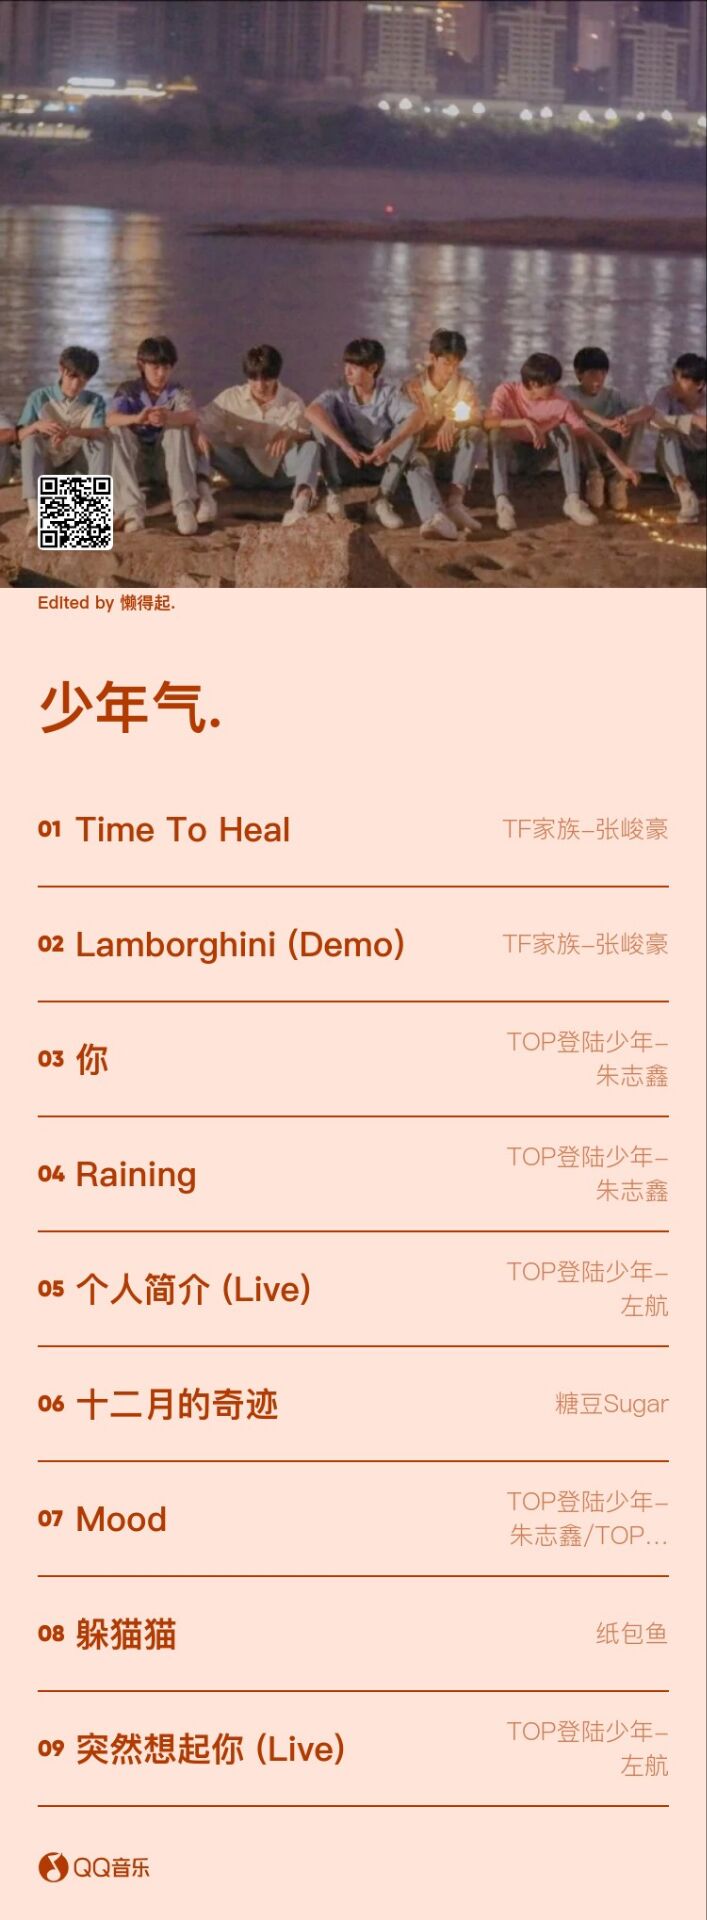 Edited by 懒得起.
少年气.
01 Time To Heal TF家族-张峻豪
02 Lamborghini (Demo) TF家族-张峻豪
03 你 TOP登陆少年-
朱志鑫
04 Raining TOP登陆少年-
朱志鑫
05 个人简介 (Live) TOP登陆少年-
左航
06 十二月的奇迹 糖豆Sugar
07 Mood TOP登陆少年-
朱志鑫/TOP...
08 躲猫猫 纸包鱼
09 突然想起你 (Live) TOP登陆少年-
左航
QQ音乐